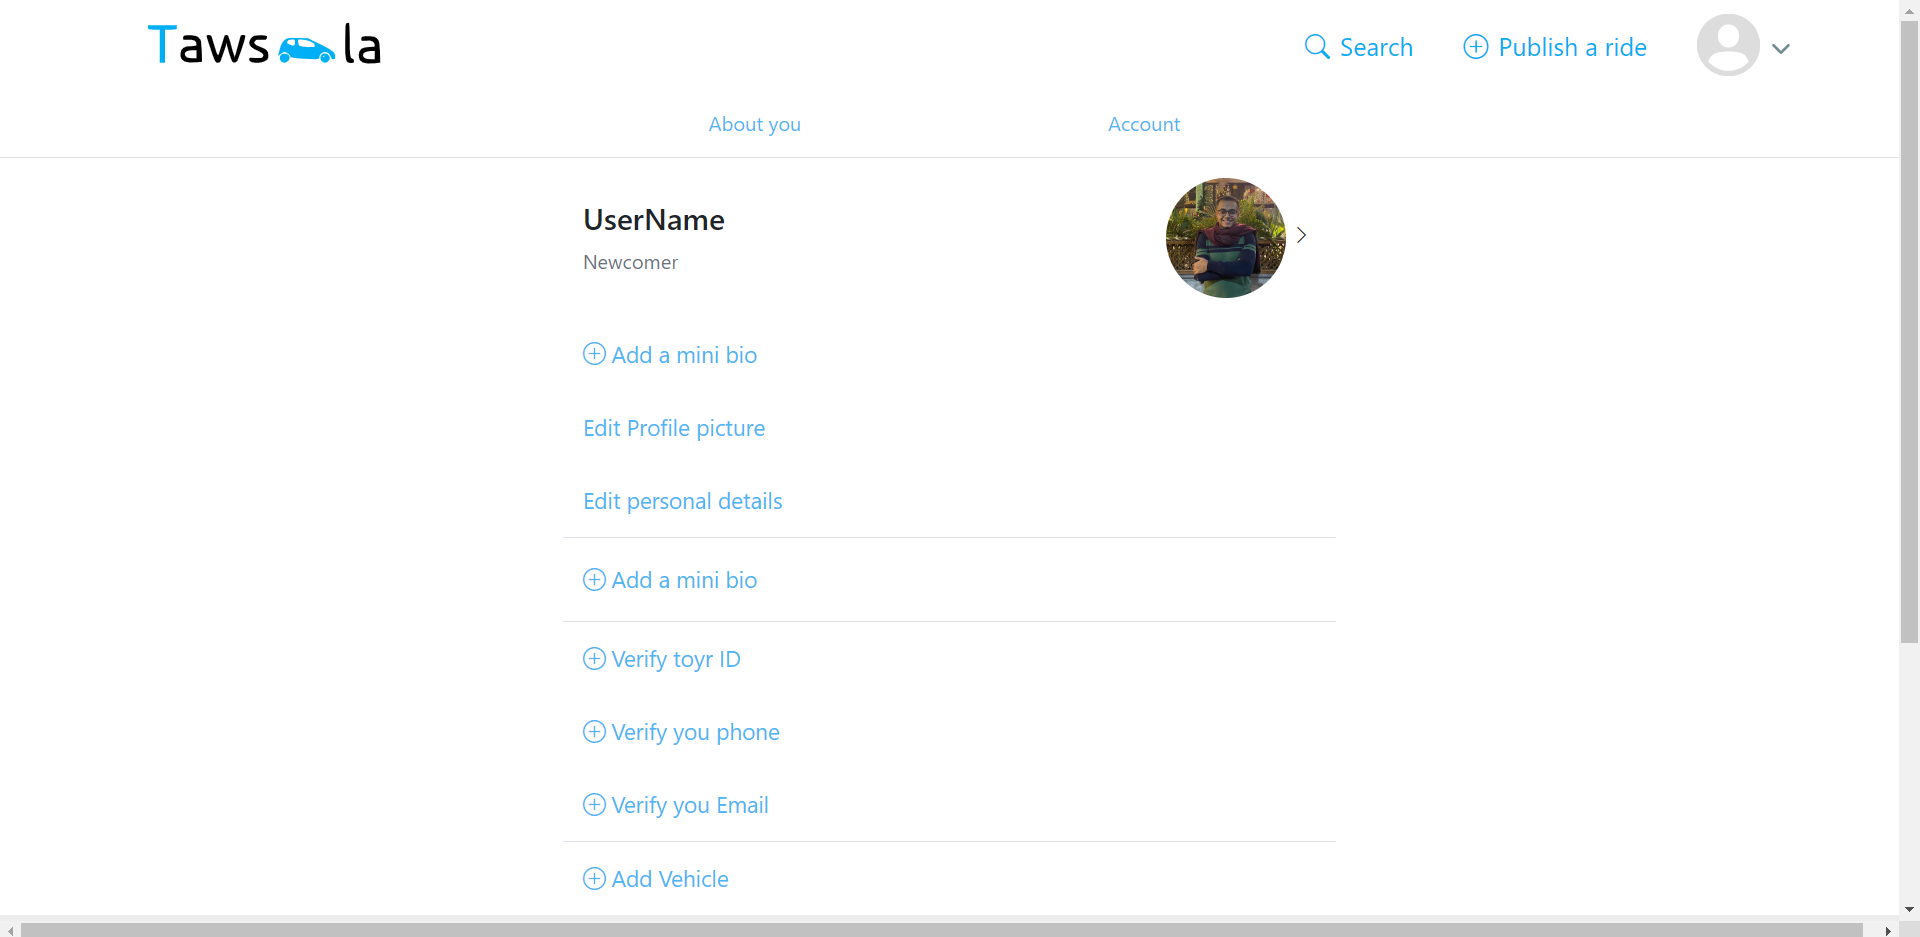 Taws la
Search
Publish a ride
About you
Account
UserName
Newcomer
Add a mini bio
Edit Profile picture
Edit personal details
Add a mini bio
Verify toyr ID
Verify you phone
Verify you Email
Add Vehicle